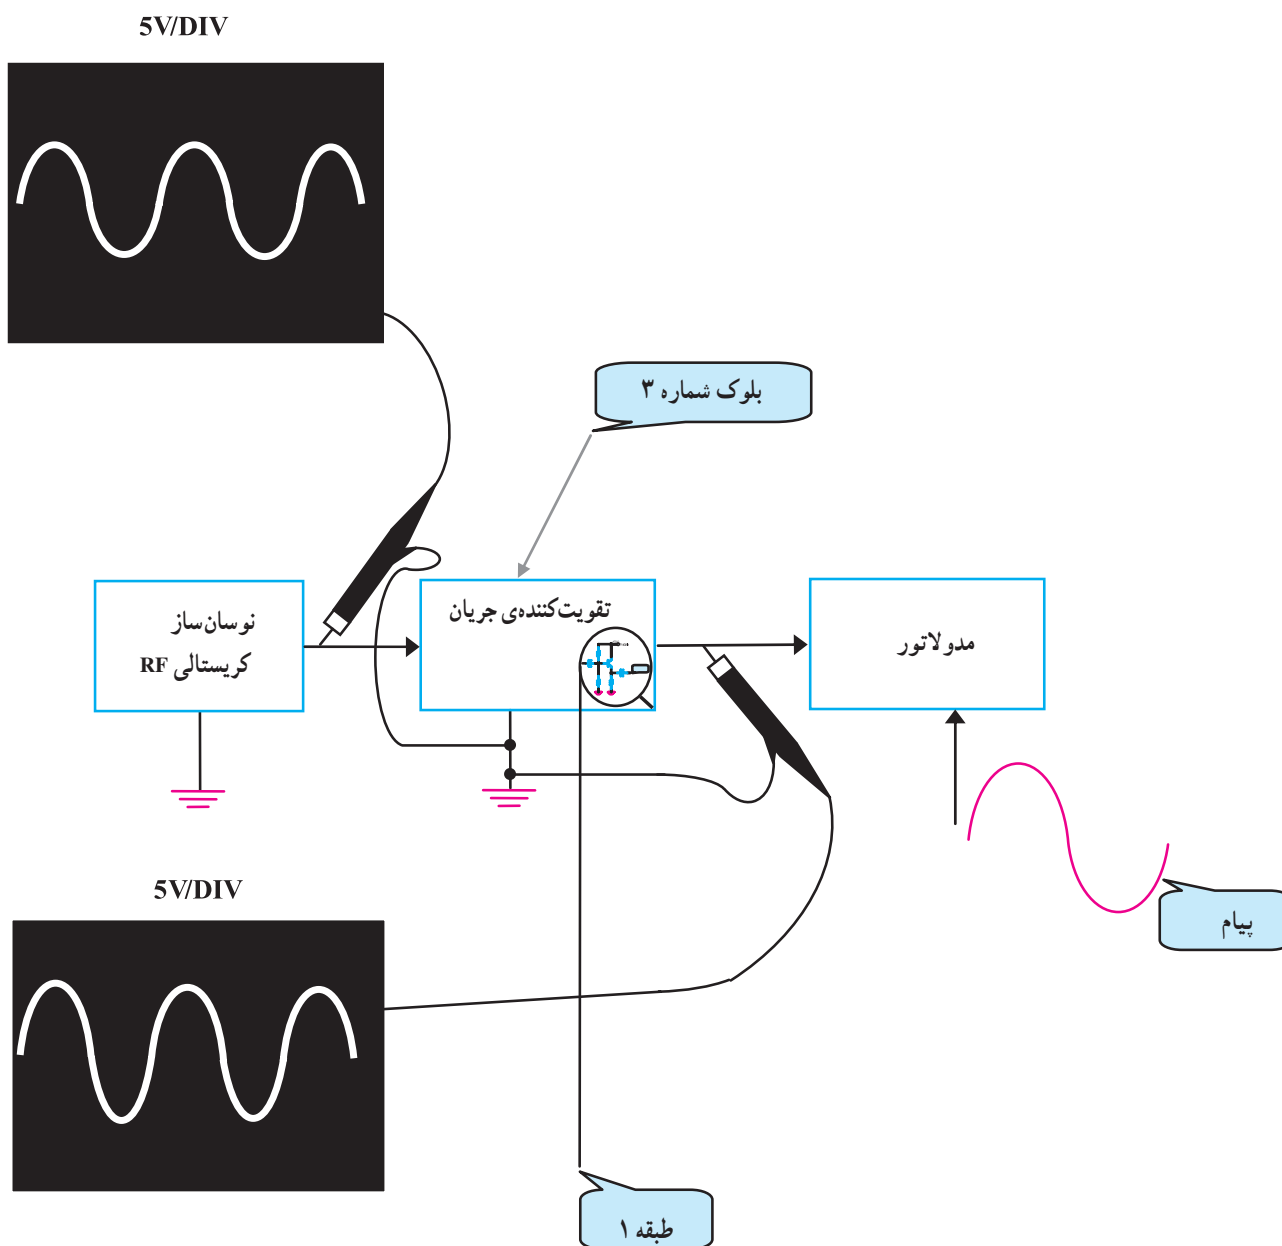 5V/DIV
بلوک شماره ۳
نوسان‌ساز
کریستالی RF
تقویت‌کننده‌ی جریان
مدولاتور
5V/DIV
پیام
طبقه ۱